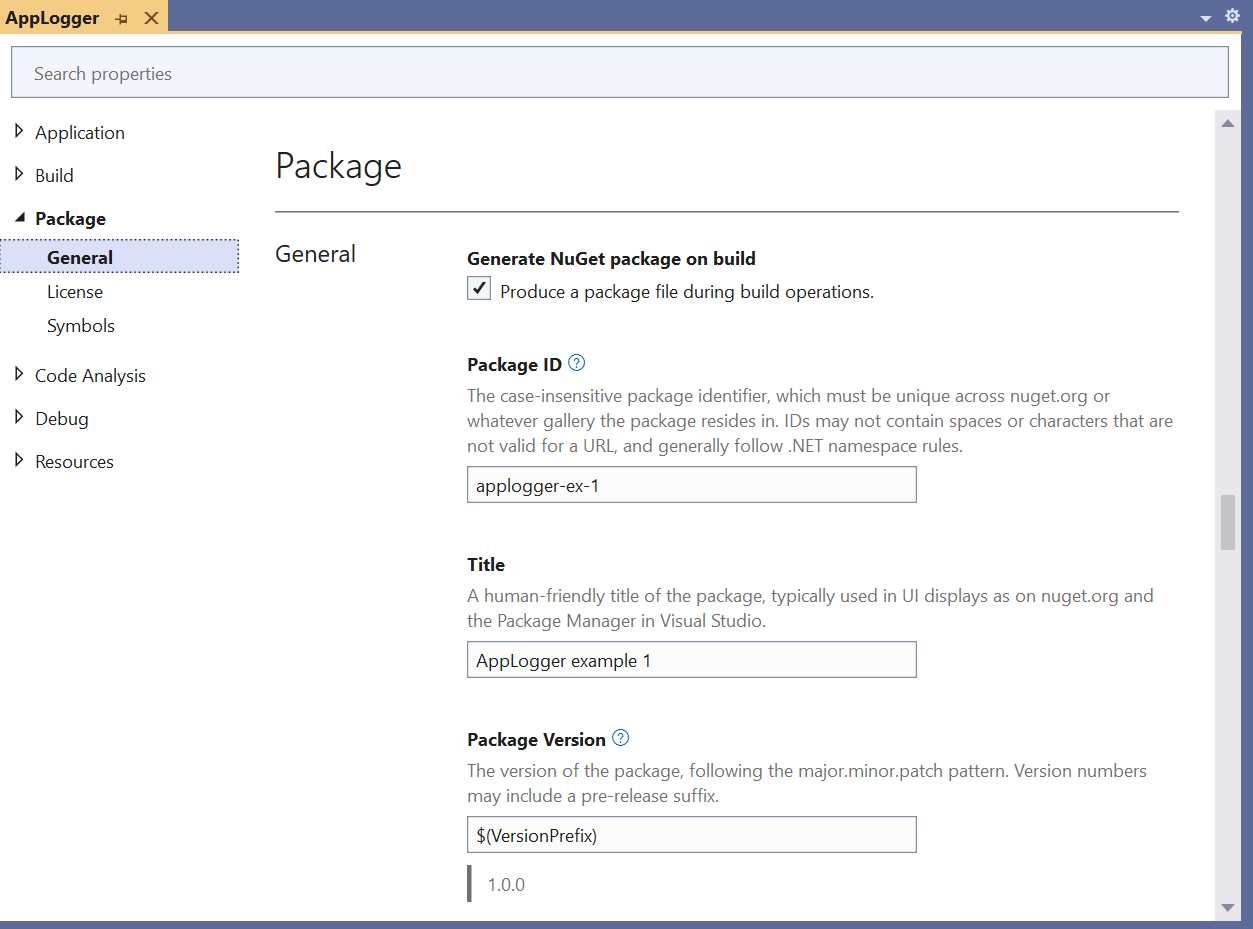 AppLogger
Search properties
Application
Build
Package
General
License
Symbols
Code Analysis
Debug
Resources
Package
General
Generate NuGet package on build
Produce a package file during build operations.
Package ID
The case-insensitive package identifier, which must be unique across nuget.org or
whatever gallery the package resides in. IDs may not contain spaces or characters that are
not valid for a URL, and generally follow .NET namespace rules.
applogger-ex-1
Title
A human-friendly title of the package, typically used in UI displays as on nuget.org and
the Package Manager in Visual Studio.
AppLogger example 1
Package Version
The version of the package, following the major.minor.patch pattern. Version numbers
may include a pre-release suffix.
$(VersionPrefix)
1.0.0